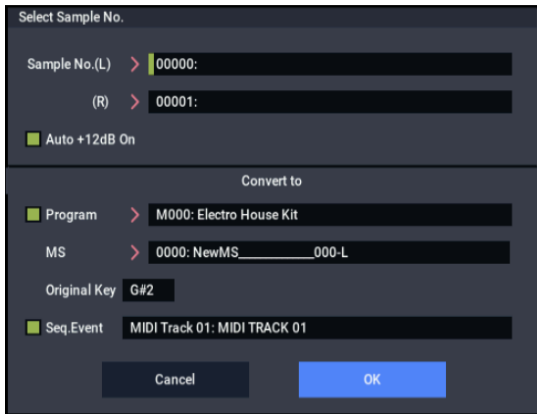 Select Sample No.
Sample No.(L) 00000:
(R) 00001:
Auto +12dB On
Convert to
Program M000: Electro House Kit
MS 0000: NewMS____________000-L
Original Key G#2
Seq.Event MIDI Track 01: MIDI TRACK 01
Cancel OK